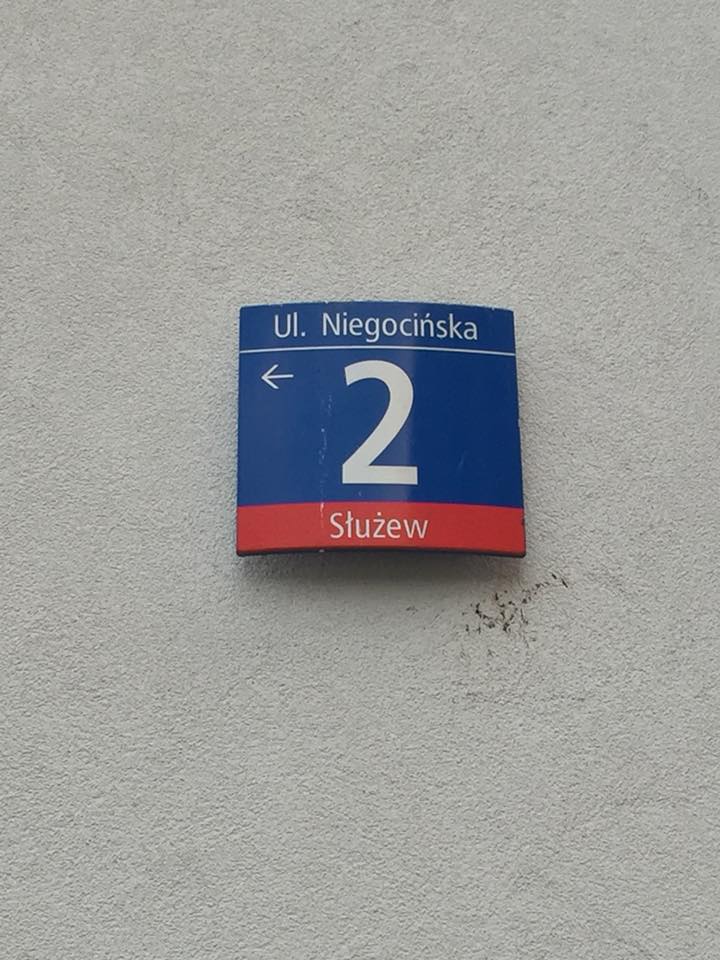 Ul. Niegocińska
← 2
Służew